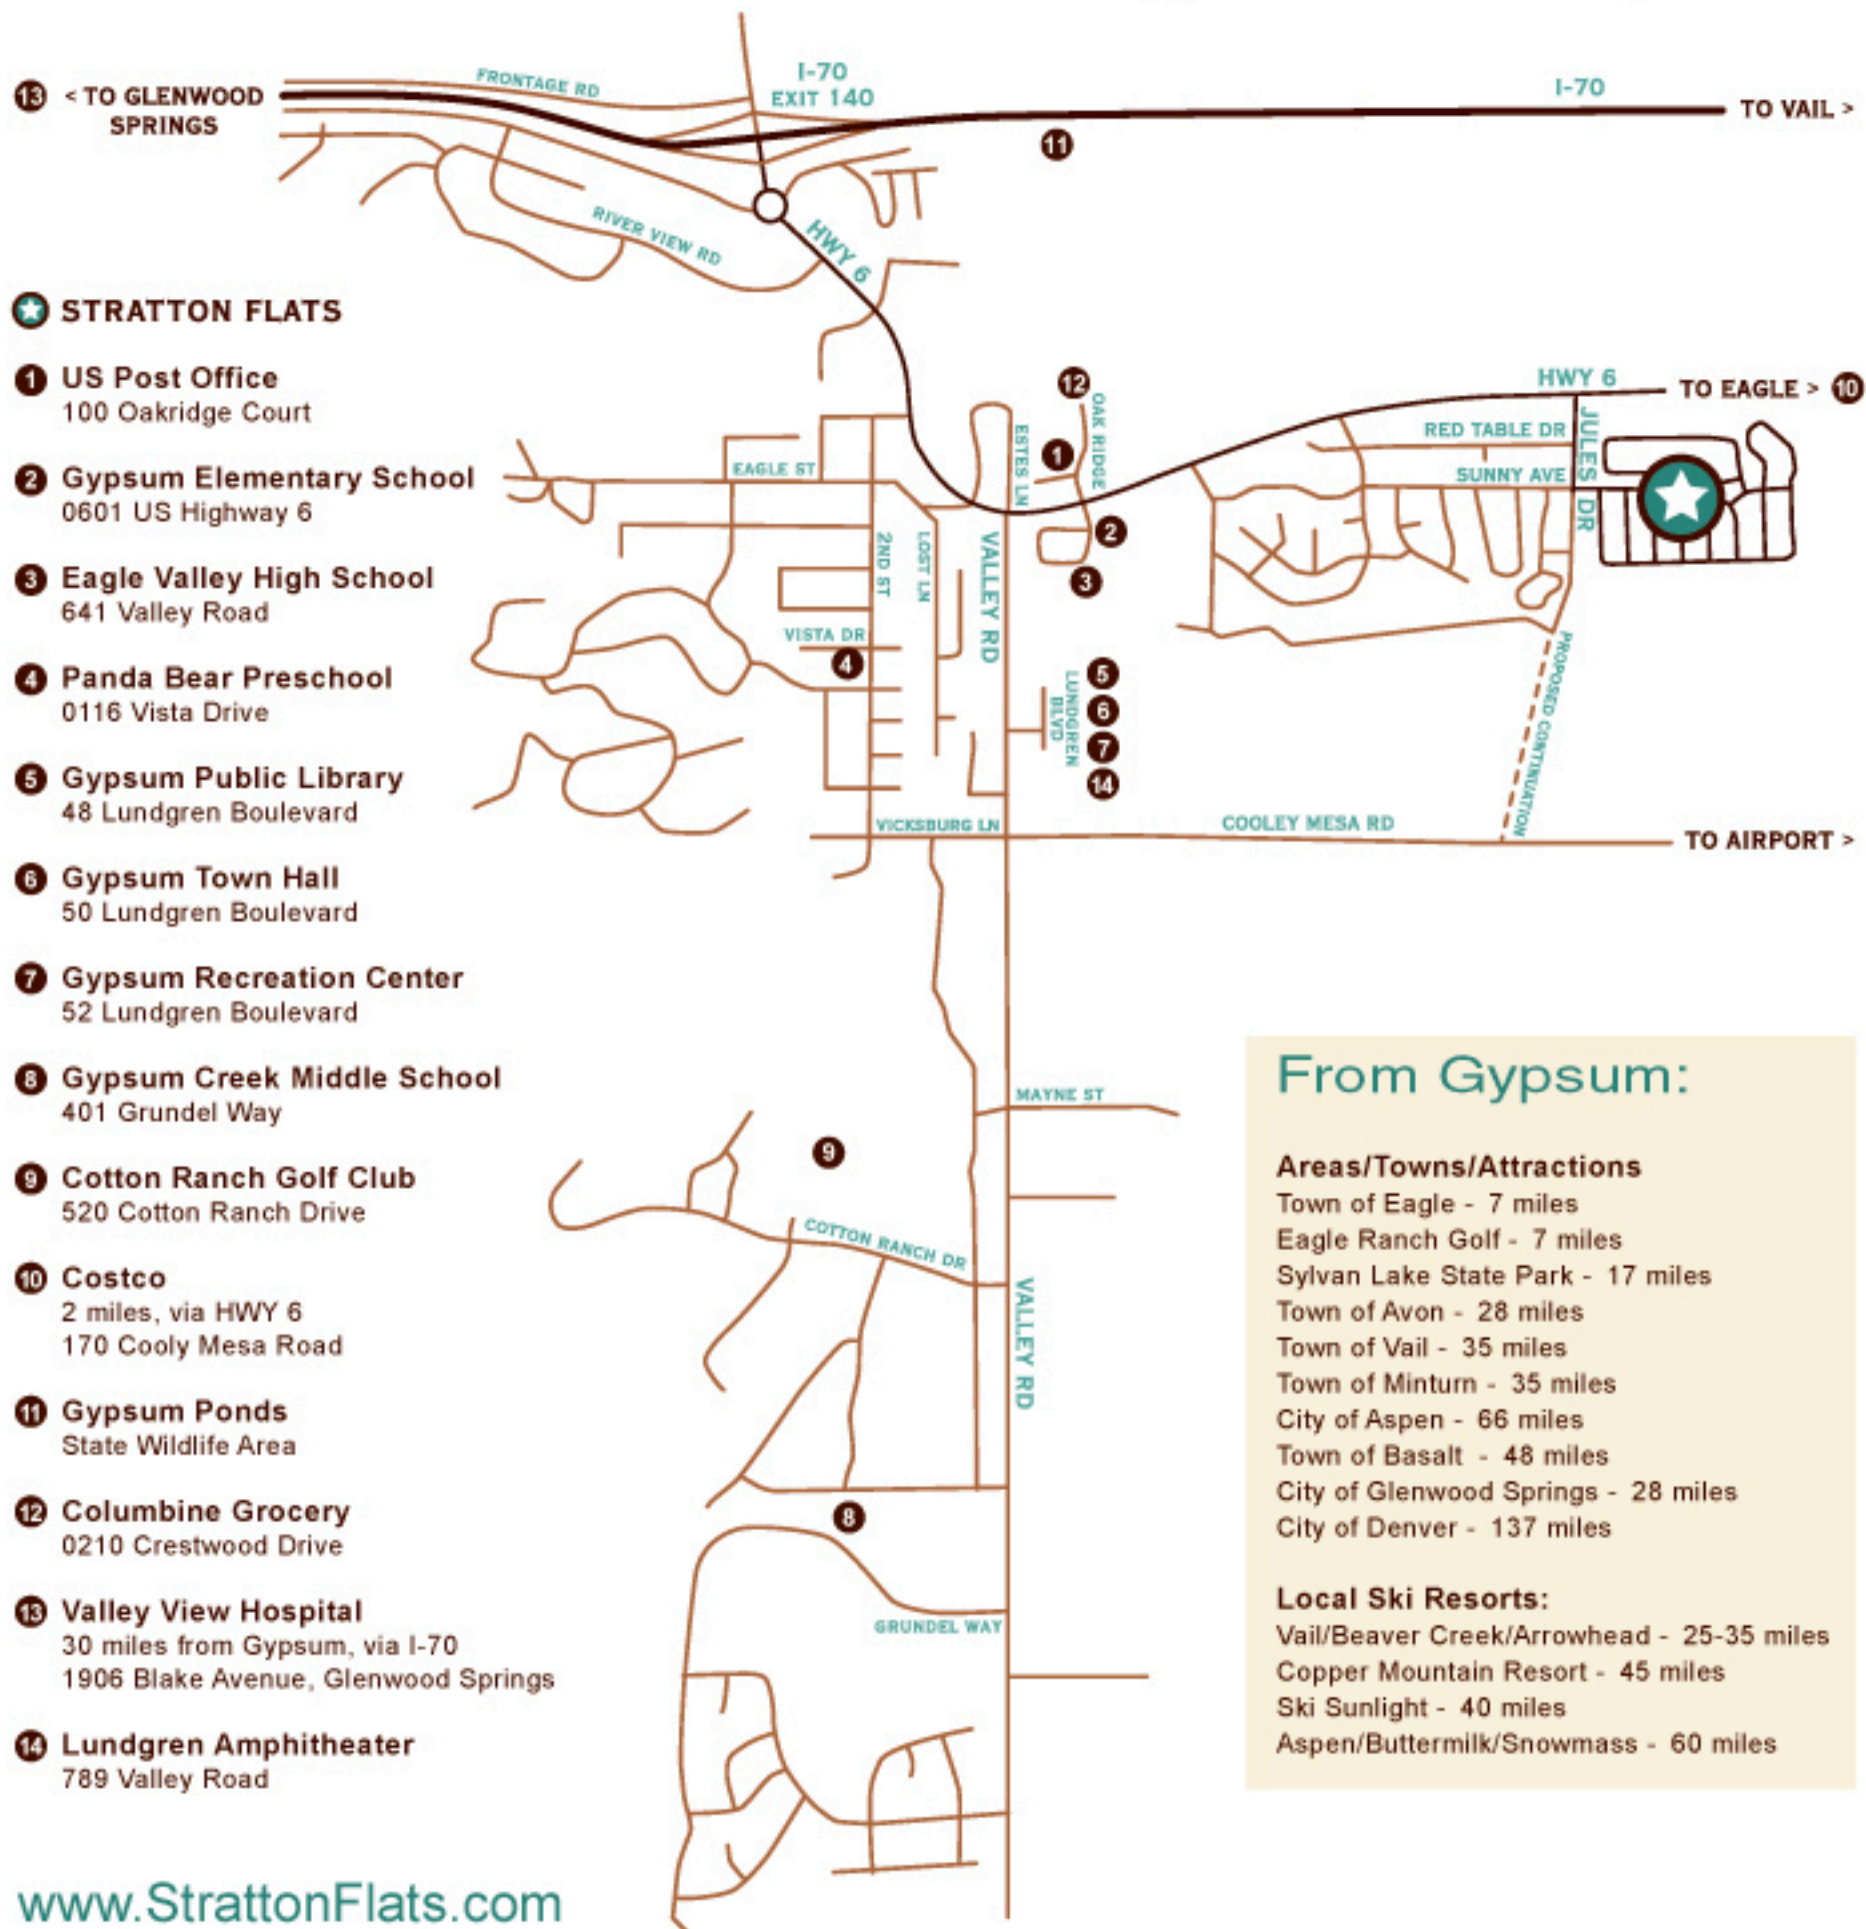 13 < TO GLENWOOD
SPRINGS
FRONTAGE RD
I-70
EXIT 140
I-70
TO VAIL >
11
RIVER VIEW RD
HWY 6
STRATTON FLATS
1 US Post Office
100 Oakridge Court
2 Gypsum Elementary School
0601 US Highway 6
3 Eagle Valley High School
641 Valley Road
4 Panda Bear Preschool
0116 Vista Drive
5 Gypsum Public Library
48 Lundgren Boulevard
6 Gypsum Town Hall
50 Lundgren Boulevard
7 Gypsum Recreation Center
52 Lundgren Boulevard
8 Gypsum Creek Middle School
401 Grundel Way
9 Cotton Ranch Golf Club
520 Cotton Ranch Drive
10 Costco
2 miles, via HWY 6
170 Cooly Mesa Road
11 Gypsum Ponds
State Wildlife Area
12 Columbine Grocery
0210 Crestwood Drive
13 Valley View Hospital
30 miles from Gypsum, via I-70
1906 Blake Avenue, Glenwood Springs
14 Lundgren Amphitheater
789 Valley Road
www.StrattonFlats.com
12
OAK RIDGE
ESTES LN
1
HWY 6
TO EAGLE > 10
RED TABLE DR
SUNNY AVE
JULES DR
EAGLE ST
2
3
2ND ST
LOST LN
VALLEY RD
VISTA DR
4
LUNDGREN
BLVD
5
6
7
14
PROPOSED CONTINUATION
VICKSBURG LN
COOLEY MESA RD
TO AIRPORT >
MAYNE ST
9
COTTON RANCH DR
VALLEY RD
8
GRUNDEL WAY
From Gypsum:
Areas/Towns/Attractions
Town of Eagle - 7 miles
Eagle Ranch Golf - 7 miles
Sylvan Lake State Park - 17 miles
Town of Avon - 28 miles
Town of Vail - 35 miles
Town of Minturn - 35 miles
City of Aspen - 66 miles
Town of Basalt - 48 miles
City of Glenwood Springs - 28 miles
City of Denver - 137 miles
Local Ski Resorts:
Vail/Beaver Creek/Arrowhead - 25-35 miles
Copper Mountain Resort - 45 miles
Ski Sunlight - 40 miles
Aspen/Buttermilk/Snowmass - 60 miles